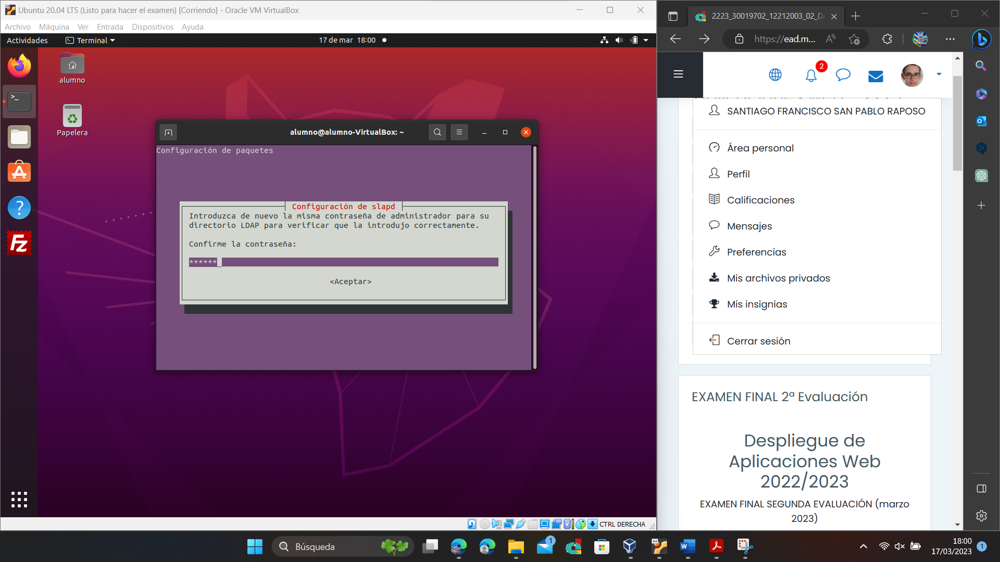 Ubuntu 20.04 LTS (Listo para hacer el examen) [Corriendo] - Oracle VM VirtualBox
Archivo Máquina Ver Entrada Dispositivos Ayuda
Actividades
Terminal
17 de mar 18:00
alumno
Papelera
alumno@alumno-VirtualBox: ~
Configuración de paquetes
Configuración de slapd
Introduzca de nuevo la misma contraseña de administrador para su
directorio LDAP para verificar que la introdujo correctamente.
Confirme la contraseña:
******
<Aceptar>
CTRL DERECHA
2223_30019702_12212003_02_DA
https://ead.m...
2
SANTIAGO FRANCISCO SAN PABLO RAPOSO
Área personal
Perfil
Calificaciones
Mensajes
Preferencias
Mis archivos privados
Mis insignias
Cerrar sesión
EXAMEN FINAL 2ª Evaluación
Despliegue de
Aplicaciones Web
2022/2023
EXAMEN FINAL SEGUNDA EVALUACIÓN (marzo
2023)
Búsqueda
1
64
18:00
17/03/2023
1